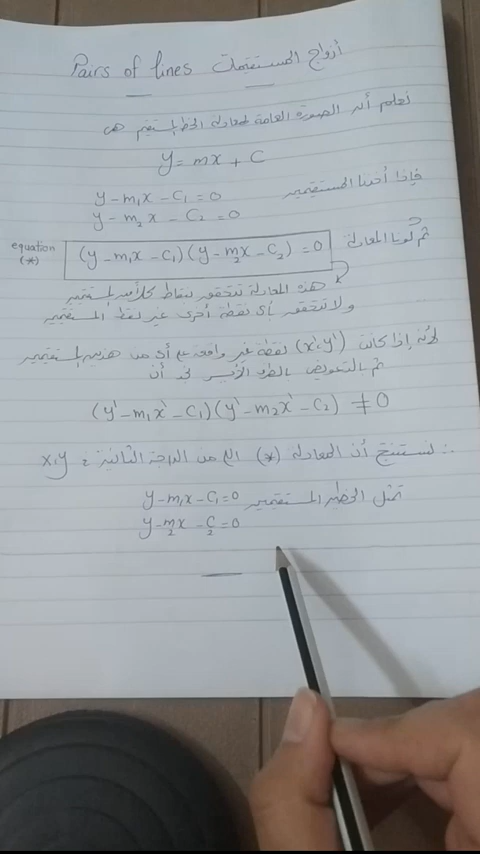 Pairs of lines أزواج المستقيمات
نعلم أن الصورة العامة لمعادلة الخط المستقيم هي
y = mx + c
فإذا أخذنا المستقيمين
y - m₁x - c₁ = 0
y - m₂x - c₂ = 0
ثم كونا المعادلة
equation (*) (y - m₁x - c₁)(y - m₂x - c₂) = 0
هذه المعادلة تتحقق بنقاط كلا المستقيمين
ولا تتحقق بأي نقطة أخرى غير نقط المستقيمين
لأنه إذا كانت (x',y') نقطة غير واقعة على أي من هذين المستقيمين
ثم بالتعويض بالطرف الأيسر نجد أن
(y' - m₁x' - c₁)(y' - m₂x' - c₂) ≠ 0
∴ نستنتج أن المعادلة (*) من الدرجة الثانية في x,y
تمثل الخطين المستقيمين y - m₁x - c₁ = 0
y - m₂x - c₂ = 0